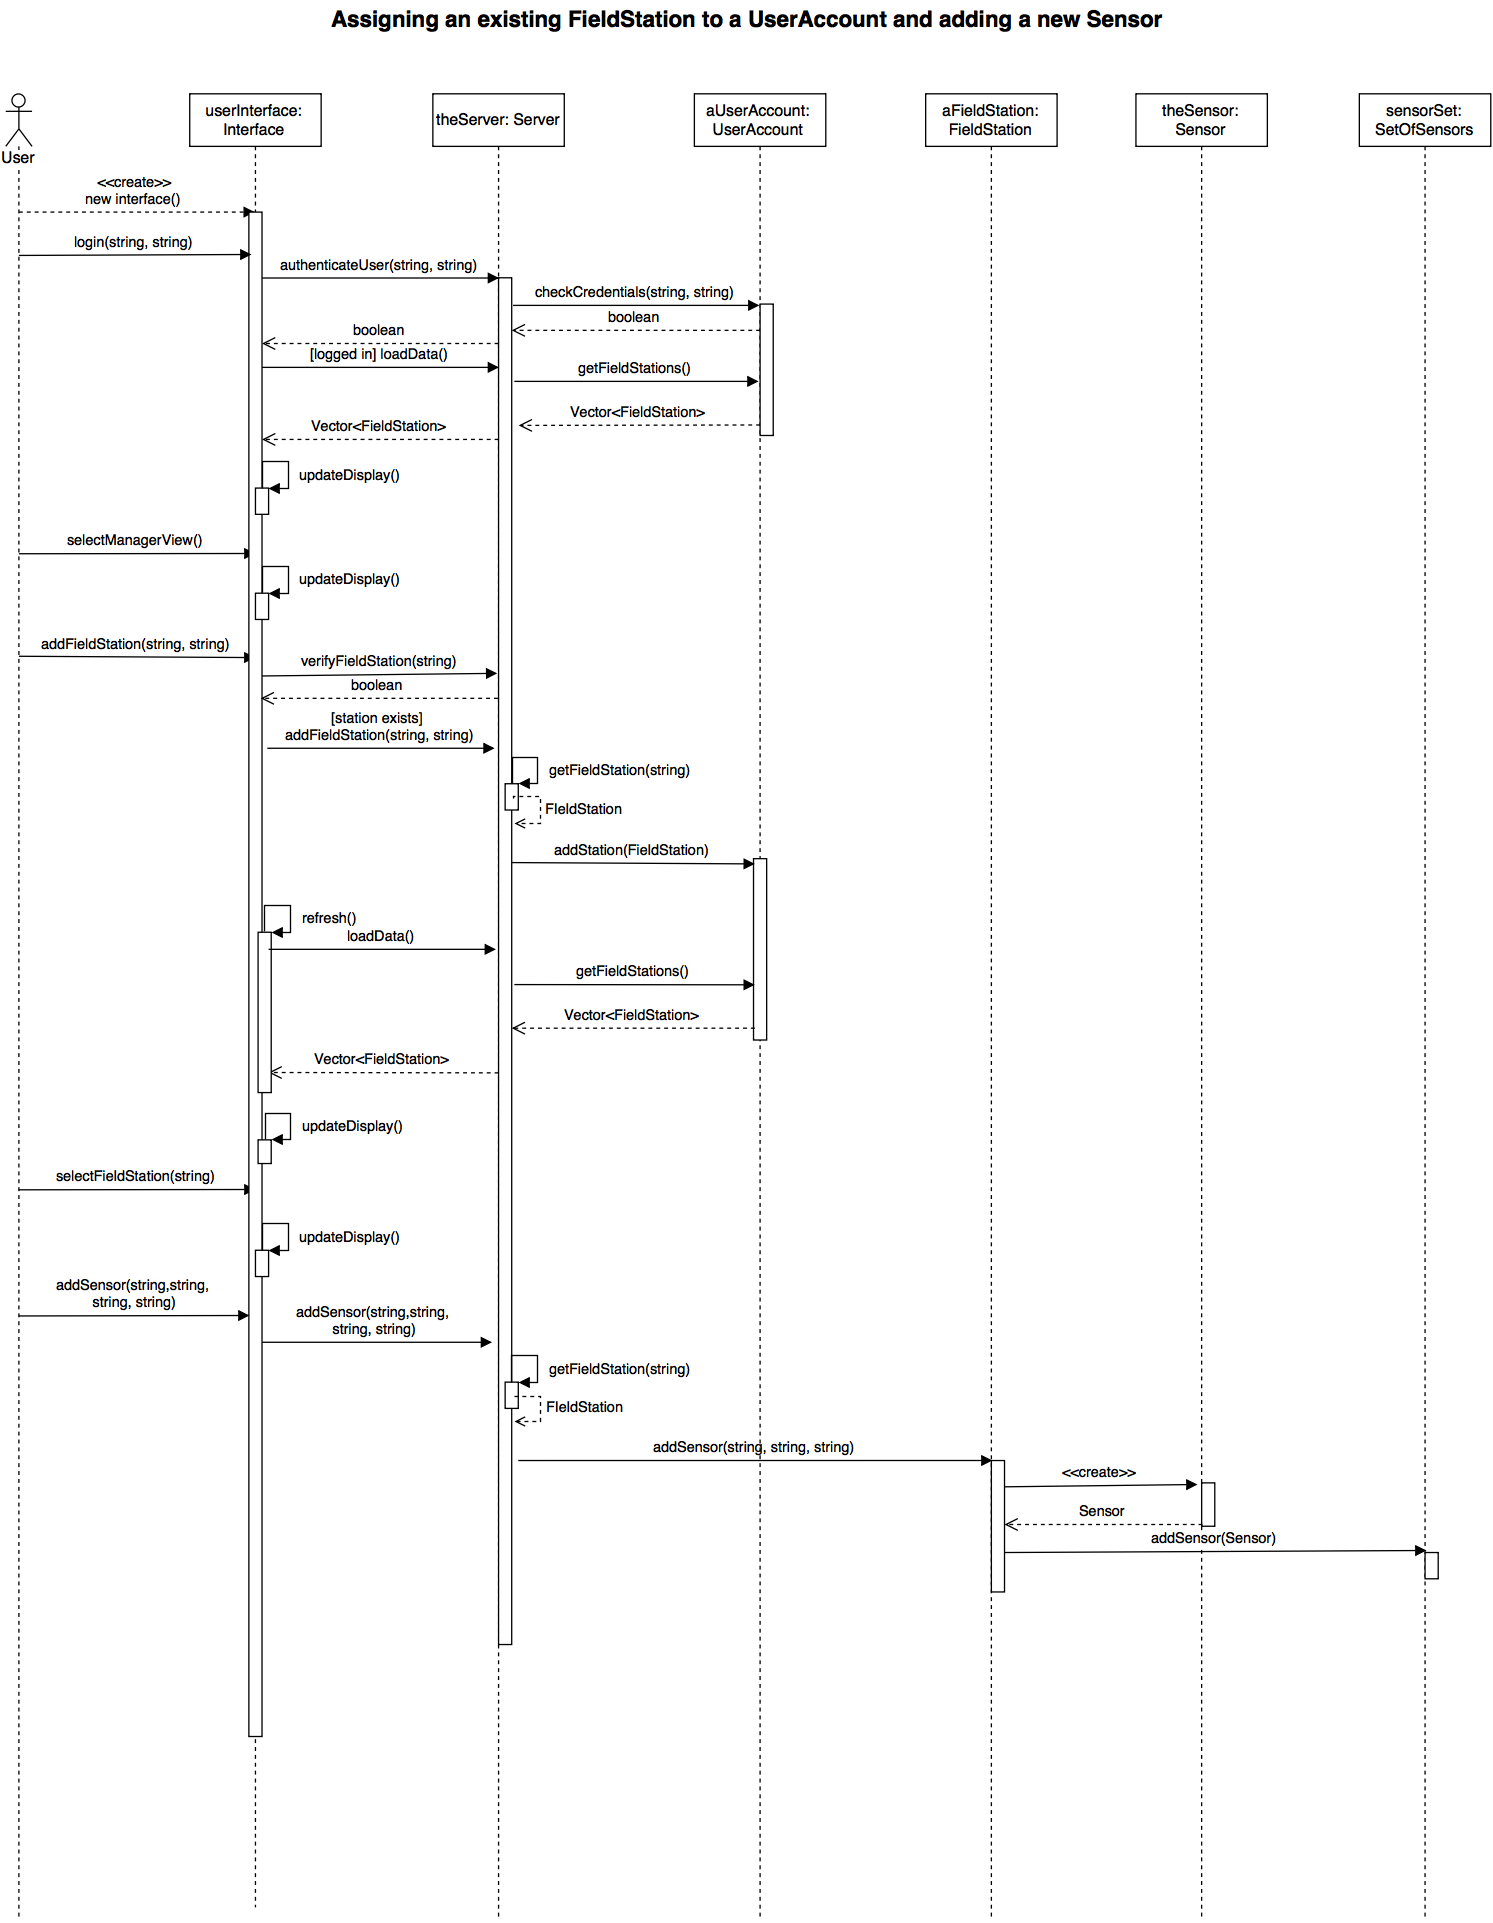 Assigning an existing FieldStation to a UserAccount and adding a new Sensor
User
userInterface:
Interface
theServer: Server
aUserAccount:
UserAccount
aFieldStation:
FieldStation
theSensor:
Sensor
sensorSet:
SetOfSensors
<<create>>
new interface()
login(string, string)
authenticateUser(string, string)
checkCredentials(string, string)
boolean
boolean
[logged in] loadData()
getFieldStations()
Vector<FieldStation>
Vector<FieldStation>
updateDisplay()
selectManagerView()
updateDisplay()
addFieldStation(string, string)
verifyFieldStation(string)
boolean
[station exists]
addFieldStation(string, string)
getFieldStation(string)
FIeldStation
addStation(FieldStation)
refresh()
loadData()
getFieldStations()
Vector<FieldStation>
Vector<FieldStation>
updateDisplay()
selectFieldStation(string)
updateDisplay()
addSensor(string,string,
string, string)
addSensor(string,string,
string, string)
getFieldStation(string)
FIeldStation
addSensor(string, string, string)
<<create>>
Sensor
addSensor(Sensor)